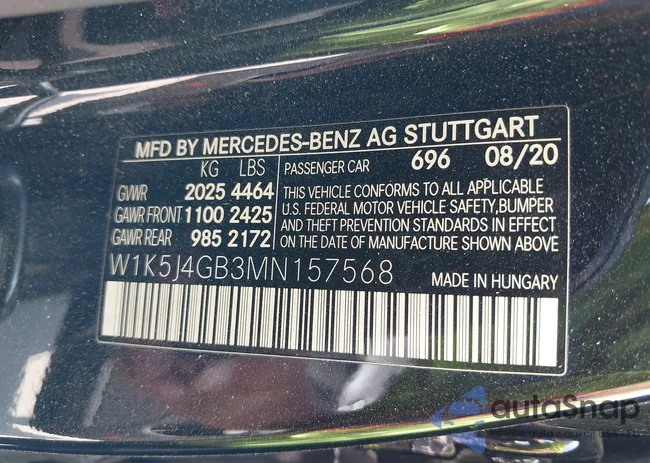 MFD BY MERCEDES-BENZ AG STUTTGART
KG LBS PASSENGER CAR 696 08/20
GVWR 2025 4464
GAWR FRONT 1100 2425
GAWR REAR 985 2172
THIS VEHICLE CONFORMS TO ALL APPLICABLE
U.S. FEDERAL MOTOR VEHICLE SAFETY,BUMPER
AND THEFT PREVENTION STANDARDS IN EFFECT
ON DATE OF MANUFACTURE SHOWN ABOVE
W1K5J4GB3MN157568 MADE IN HUNGARY
autoSnap